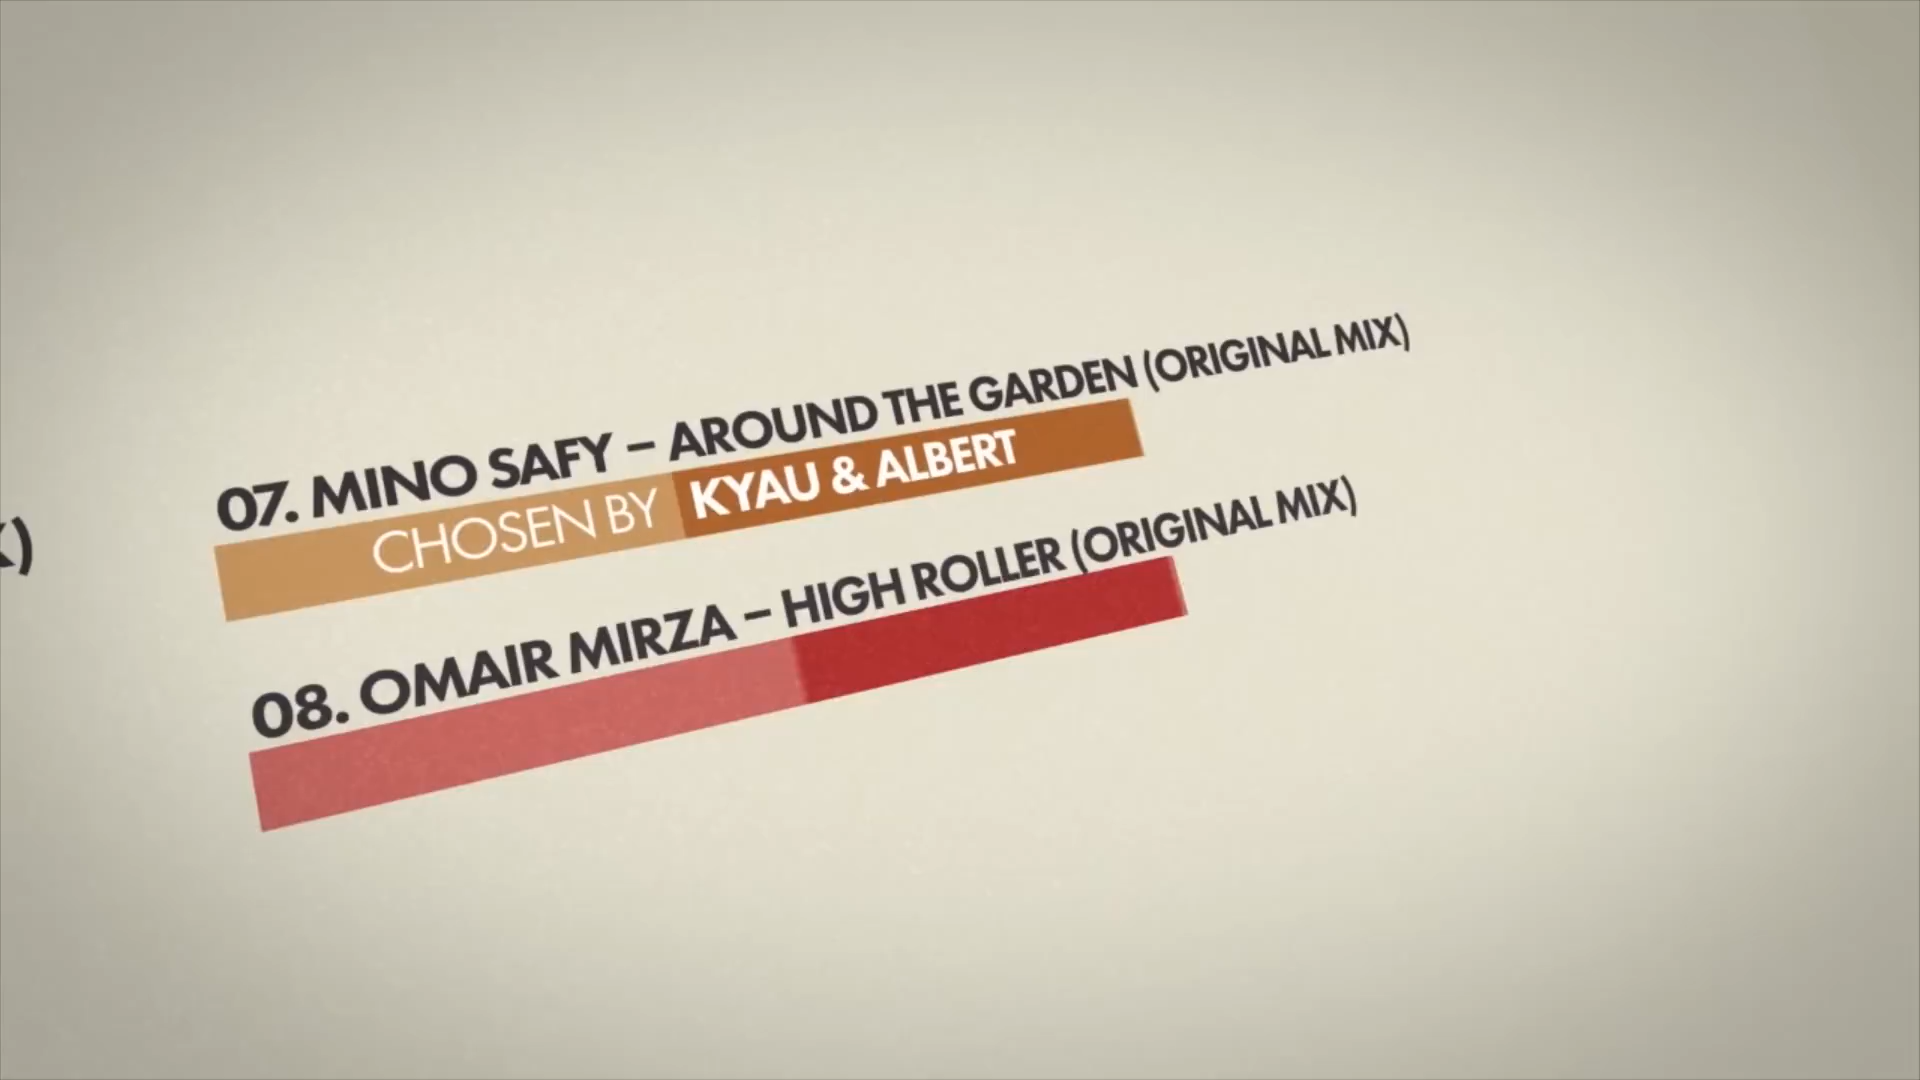 07. MINO SAFY – AROUND THE GARDEN (ORIGINAL MIX)
CHOSEN BY KYAU & ALBERT
08. OMAIR MIRZA – HIGH ROLLER (ORIGINAL MIX)